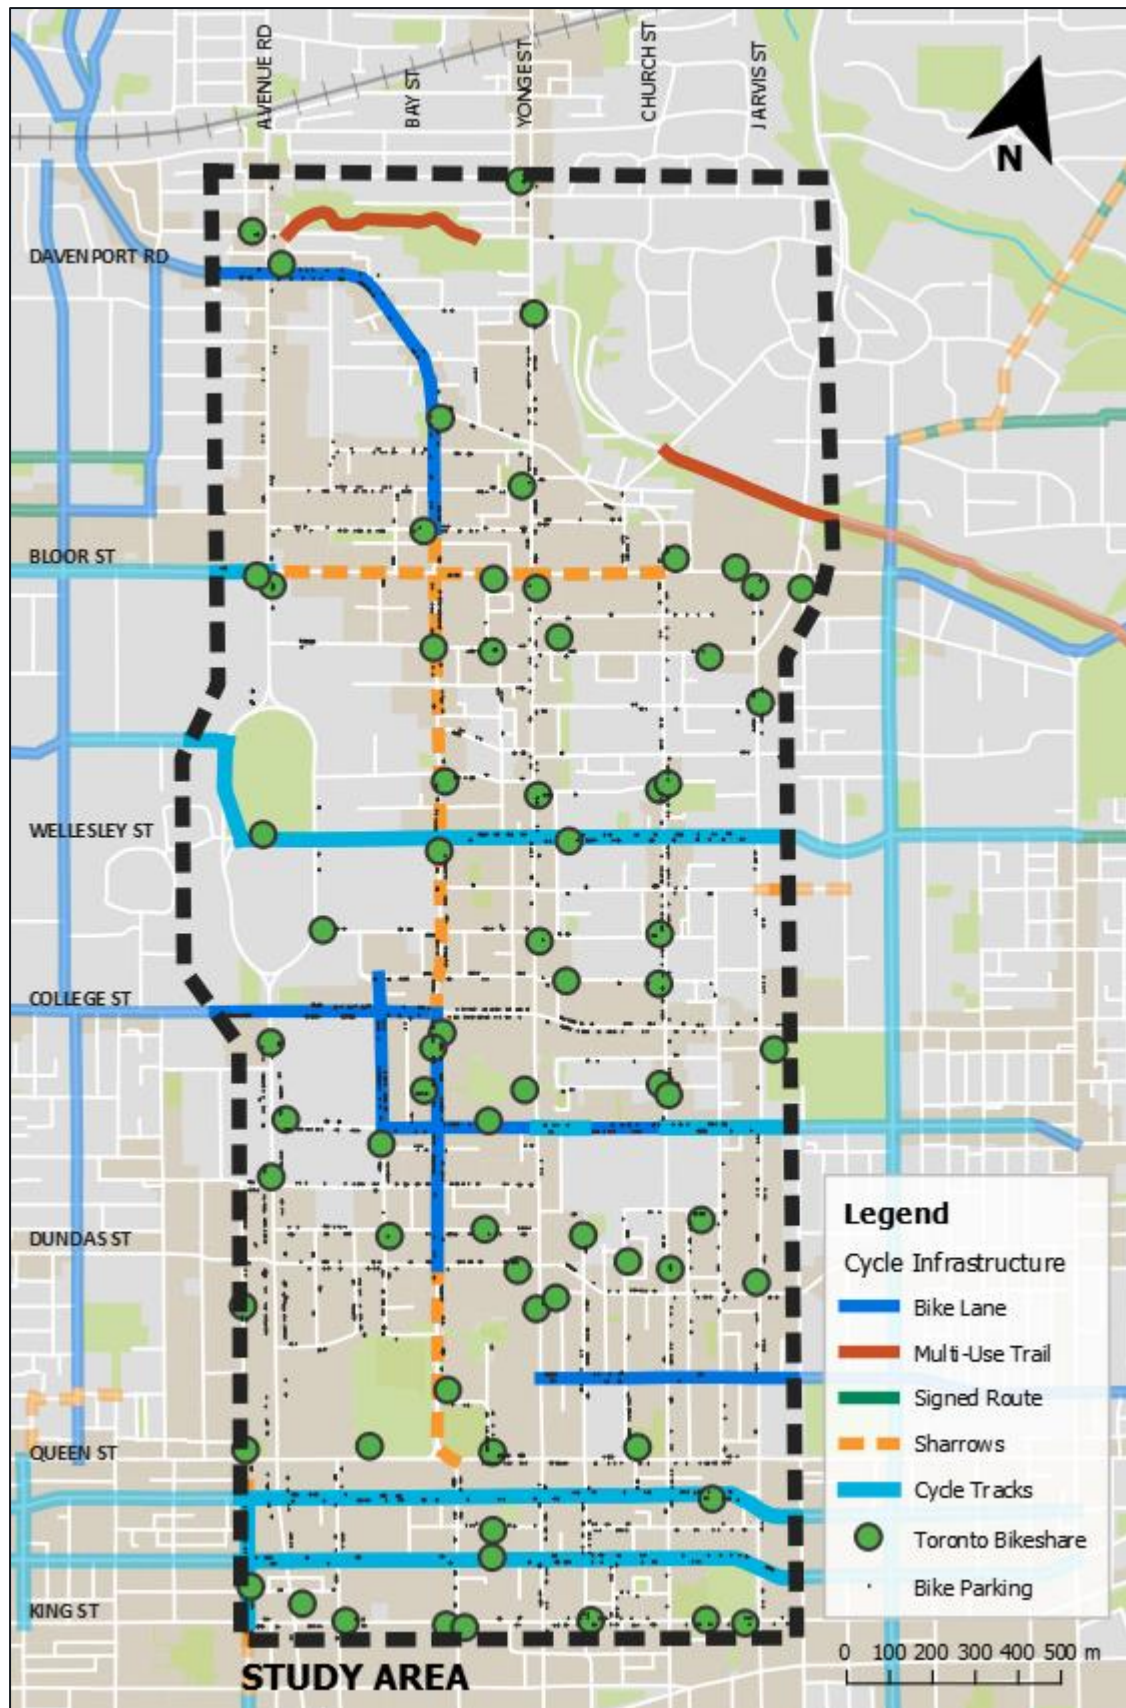 AVENUE RD
BAY ST
YONGE ST
CHURCH ST
JARVIS ST
N
DAVENPORT RD
BLOOR ST
WELLESLEY ST
COLLEGE ST
DUNDAS ST
QUEEN ST
KING ST
STUDY AREA
Legend
Cycle Infrastructure
Bike Lane
Multi-Use Trail
Signed Route
Sharrows
Cycle Tracks
Toronto Bikeshare
Bike Parking
0 100 200 300 400 500 m